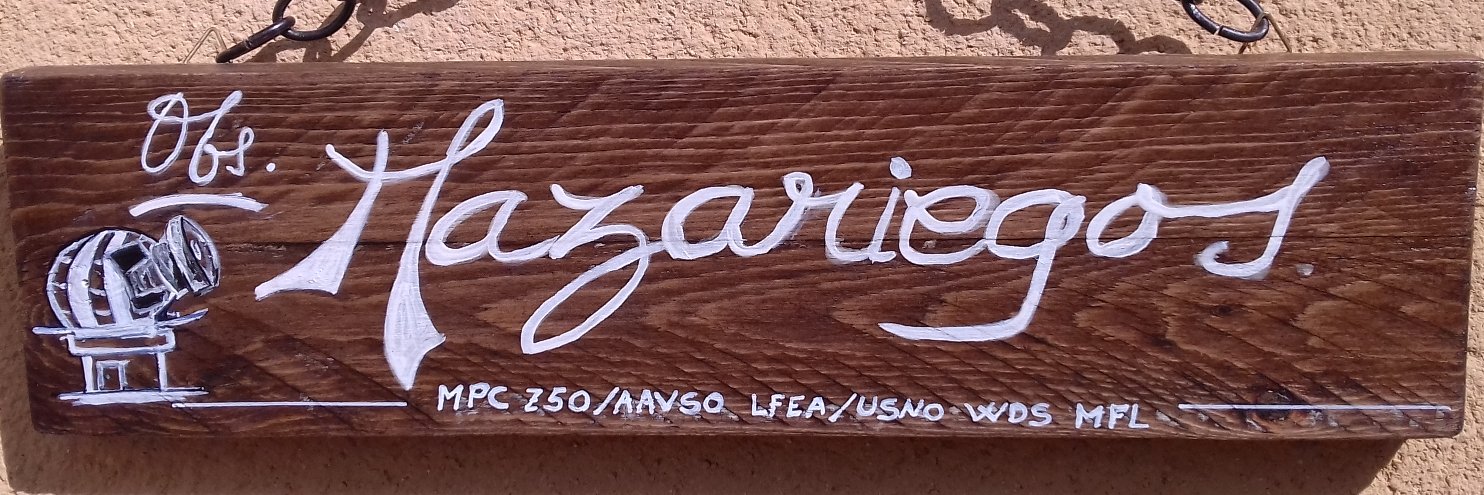 Obs.
Mazariegos
MPC Z50/AAVSO LFEA/USNO WDS MFL